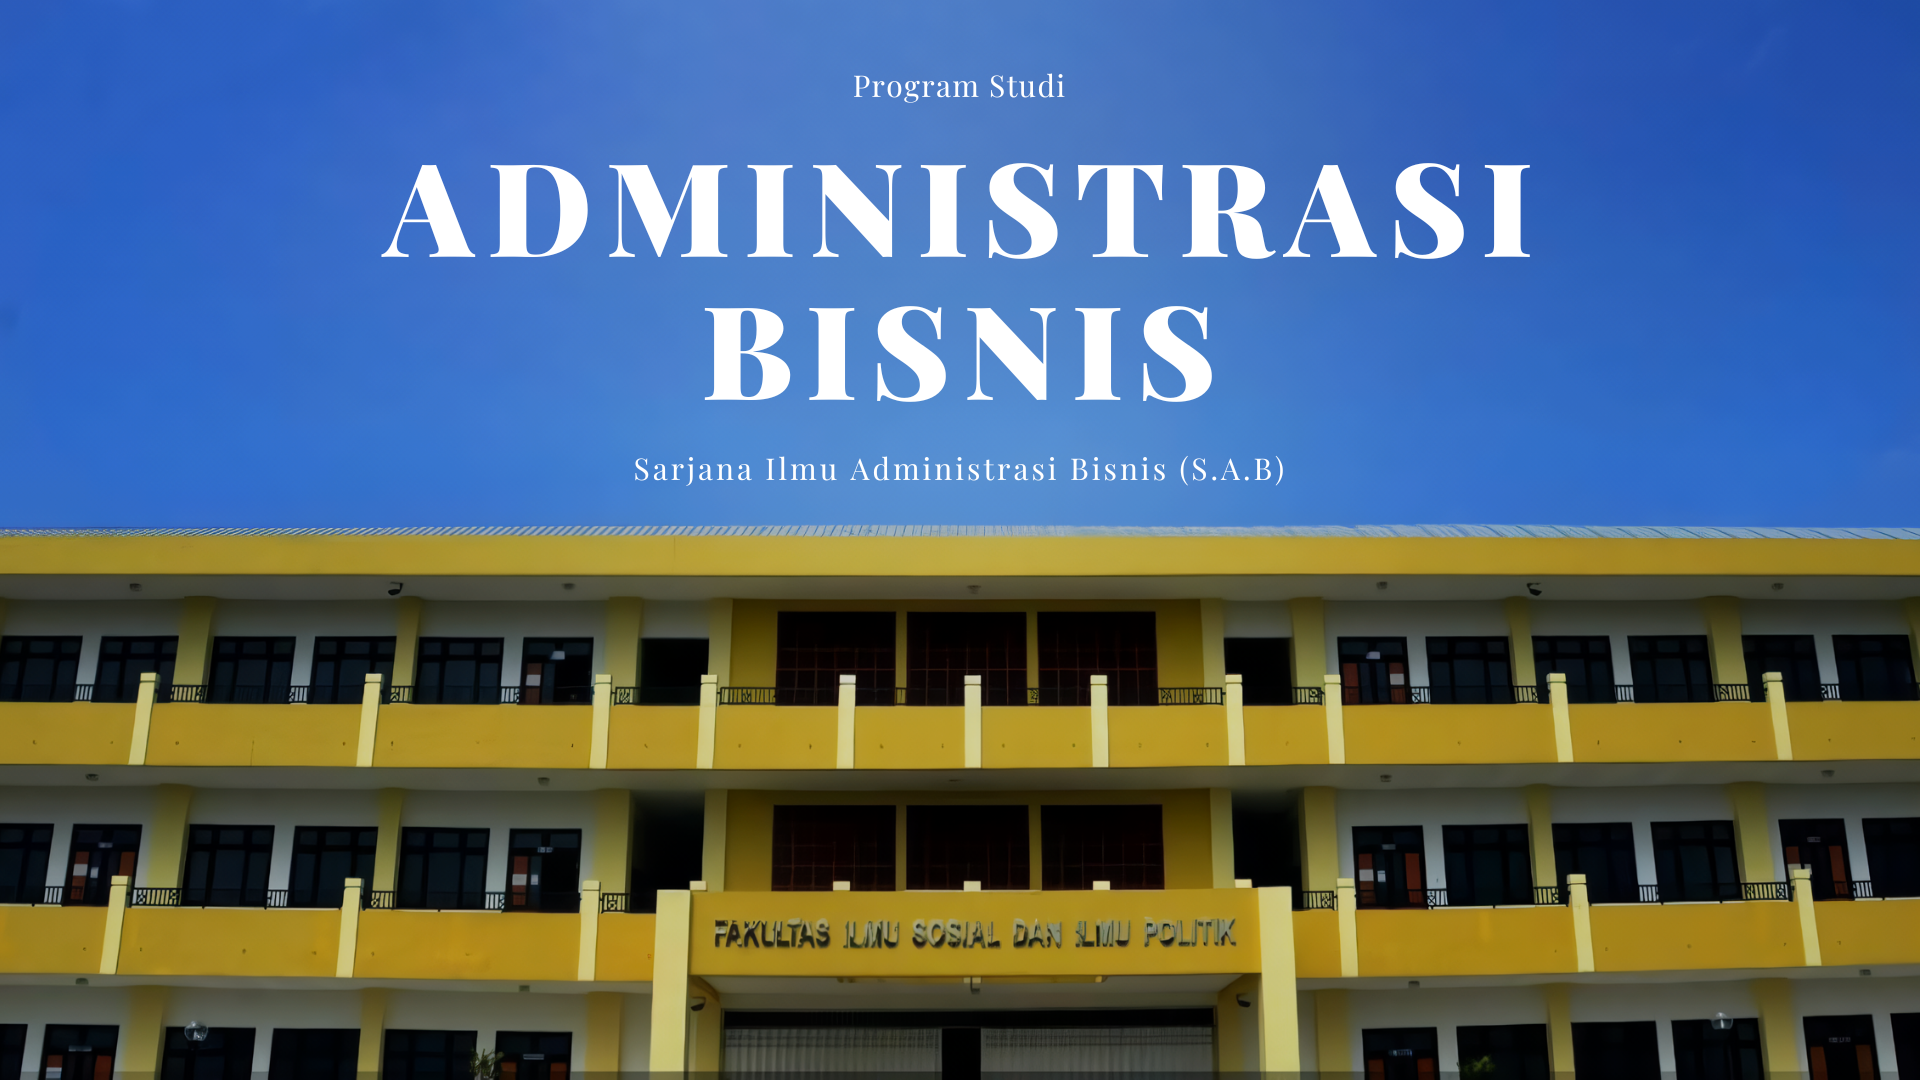 Program Studi
ADMINISTRASI
BISNIS
Sarjana Ilmu Administrasi Bisnis (S.A.B)
FAKULTAS ILMU SOSIAL DAN ILMU POLITIK